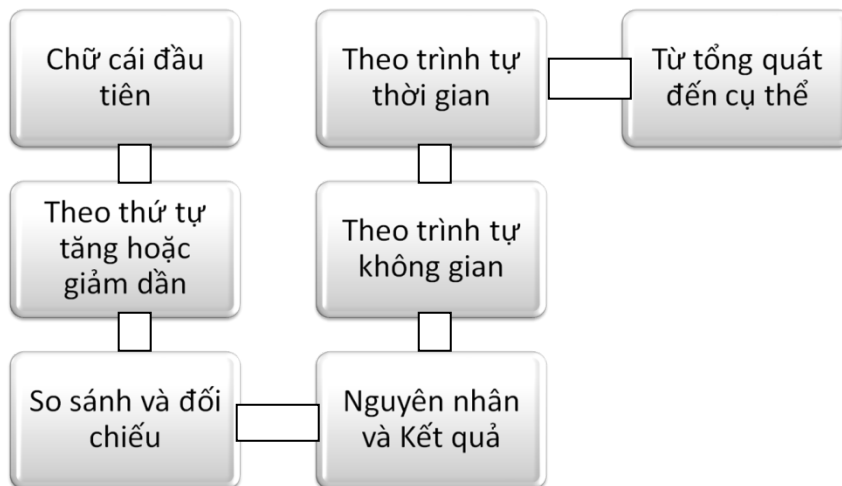 Chữ cái đầu
tiên
Theo thứ tự
tăng hoặc
giảm dần
So sánh và đối
chiếu
Nguyên nhân
và Kết quả
Theo trình tự
không gian
Theo trình tự
thời gian
Từ tổng quát
đến cụ thể